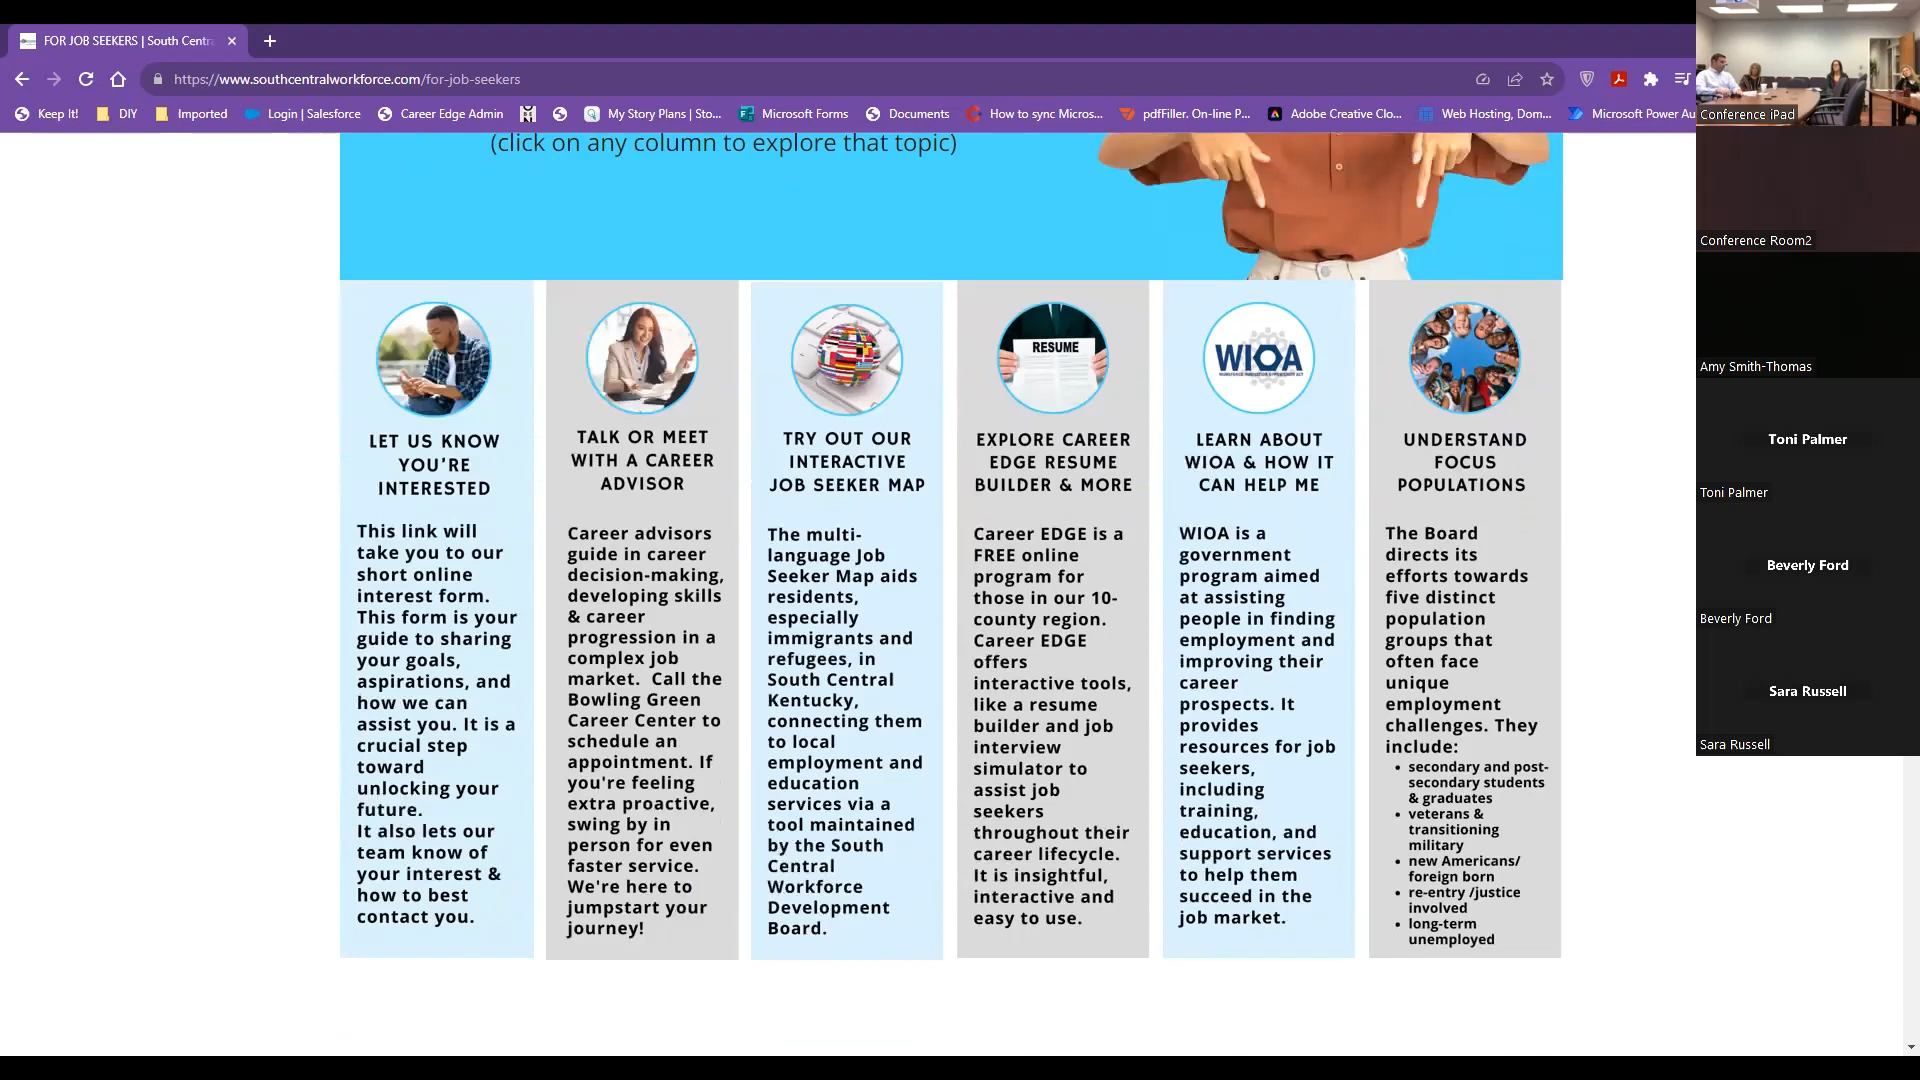 FOR JOB SEEKERS | South Centr
https://www.southcentralworkforce.com/for-job-seekers
Keep It!
DIY
Imported
Login | Salesforce
Career Edge Admin
My Story Plans | Sto...
Microsoft Forms
Documents
How to sync Micros...
pdfFiller. On-line P...
Adobe Creative Clo...
Web Hosting, Dom...
Microsoft Power Au
(click on any column to explore that topic)
LET US KNOW
YOU'RE
INTERESTED
This link will
take you to our
short online
interest form.
This form is your
guide to sharing
your goals,
aspirations, and
how we can
assist you. It is a
crucial step
toward
unlocking your
future.
It also lets our
team know of
your interest &
how to best
contact you.
TALK OR MEET
WITH A CAREER
ADVISOR
Career advisors
guide in career
decision-making,
developing skills
& career
progression in a
complex job
market. Call the
Bowling Green
Career Center to
schedule an
appointment. If
you're feeling
extra proactive,
swing by in
person for even
faster service.
We're here to
jumpstart your
journey!
TRY OUT OUR
INTERACTIVE
JOB SEEKER MAP
The multi-
language Job
Seeker Map aids
residents,
especially
immigrants and
refugees, in
South Central
Kentucky,
connecting them
to local
employment and
education
services via a
tool maintained
by the South
Central
Workforce
Development
Board.
RESUME
EXPLORE CAREER
EDGE RESUME
BUILDER & MORE
Career EDGE is a
FREE online
program for
those in our 10-
county region.
Career EDGE
offers
interactive tools,
like a resume
builder and job
interview
simulator to
assist job
seekers
throughout their
career lifecycle.
It is insightful,
interactive and
easy to use.
WIOA
LEARN ABOUT
WIOA & HOW IT
CAN HELP ME
WIOA is a
government
program aimed
at assisting
people in finding
employment and
improving their
career
prospects. It
provides
resources for job
seekers,
including
training,
education, and
support services
to help them
succeed in the
job market.
UNDERSTAND
FOCUS
POPULATIONS
The Board
directs its
efforts towards
five distinct
population
groups that
often face
unique
employment
challenges. They
include:
• secondary and post-
secondary students
& graduates
• veterans &
transitioning
military
• new Americans/
foreign born
• re-entry /justice
involved
• long-term
unemployed
Conference iPad
Conference Room2
Amy Smith-Thomas
Toni Palmer
Toni Palmer
Beverly Ford
Beverly Ford
Sara Russell
Sara Russell